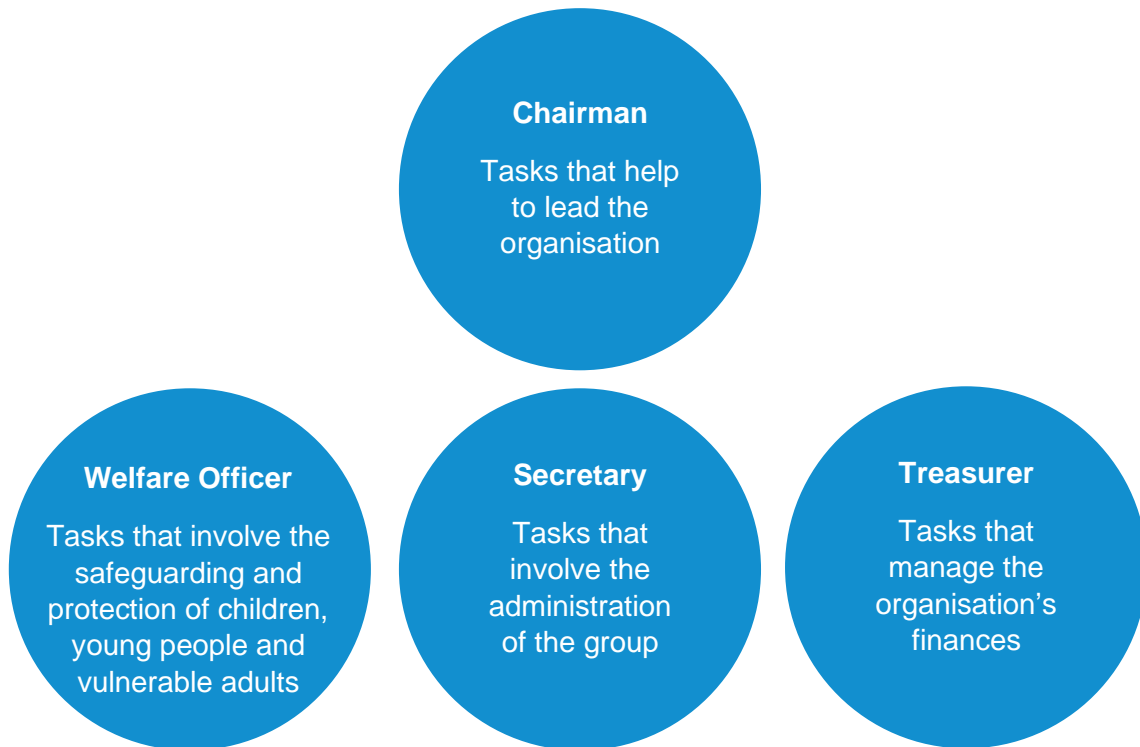 Chairman
Tasks that help
to lead the
organisation
Welfare Officer
Tasks that involve the
safeguarding and
protection of children,
young people and
vulnerable adults
Secretary
Tasks that
involve the
administration
of the group
Treasurer
Tasks that
manage the
organisation’s
finances